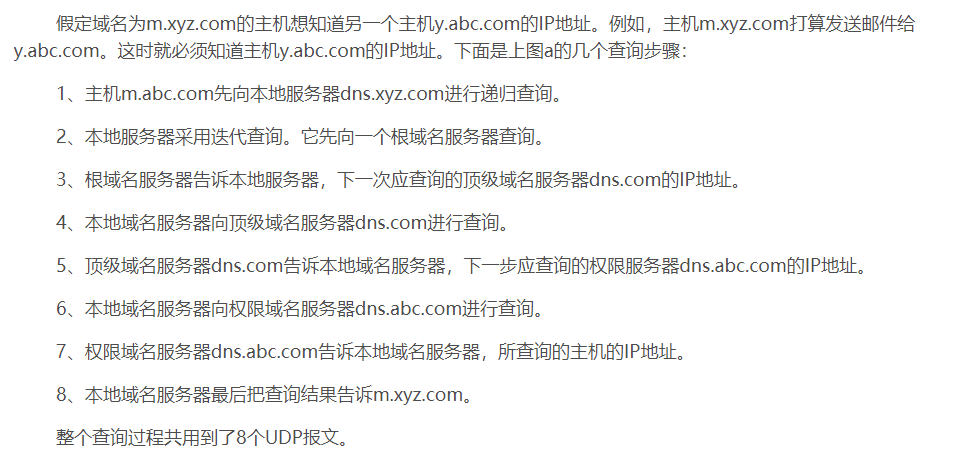 假定域名为m.xyz.com的主机想知道另一个主机y.abc.com的IP地址。例如，主机m.xyz.com打算发送邮件给
y.abc.com。这时就必须知道主机y.abc.com的IP地址。下面是上图a的几个查询步骤：
1、主机m.abc.com先向本地服务器dns.xyz.com进行递归查询。
2、本地服务器采用迭代查询。它先向一个根域名服务器查询。
3、根域名服务器告诉本地服务器，下一次应查询的顶级域名服务器dns.com的IP地址。
4、本地域名服务器向顶级域名服务器dns.com进行查询。
5、顶级域名服务器dns.com告诉本地域名服务器，下一步应查询的权限服务器dns.abc.com的IP地址。
6、本地域名服务器向权限域名服务器dns.abc.com进行查询。
7、权限域名服务器dns.abc.com告诉本地域名服务器，所查询的主机的IP地址。
8、本地域名服务器最后把查询结果告诉m.xyz.com。
整个查询过程共用到了8个UDP报文。